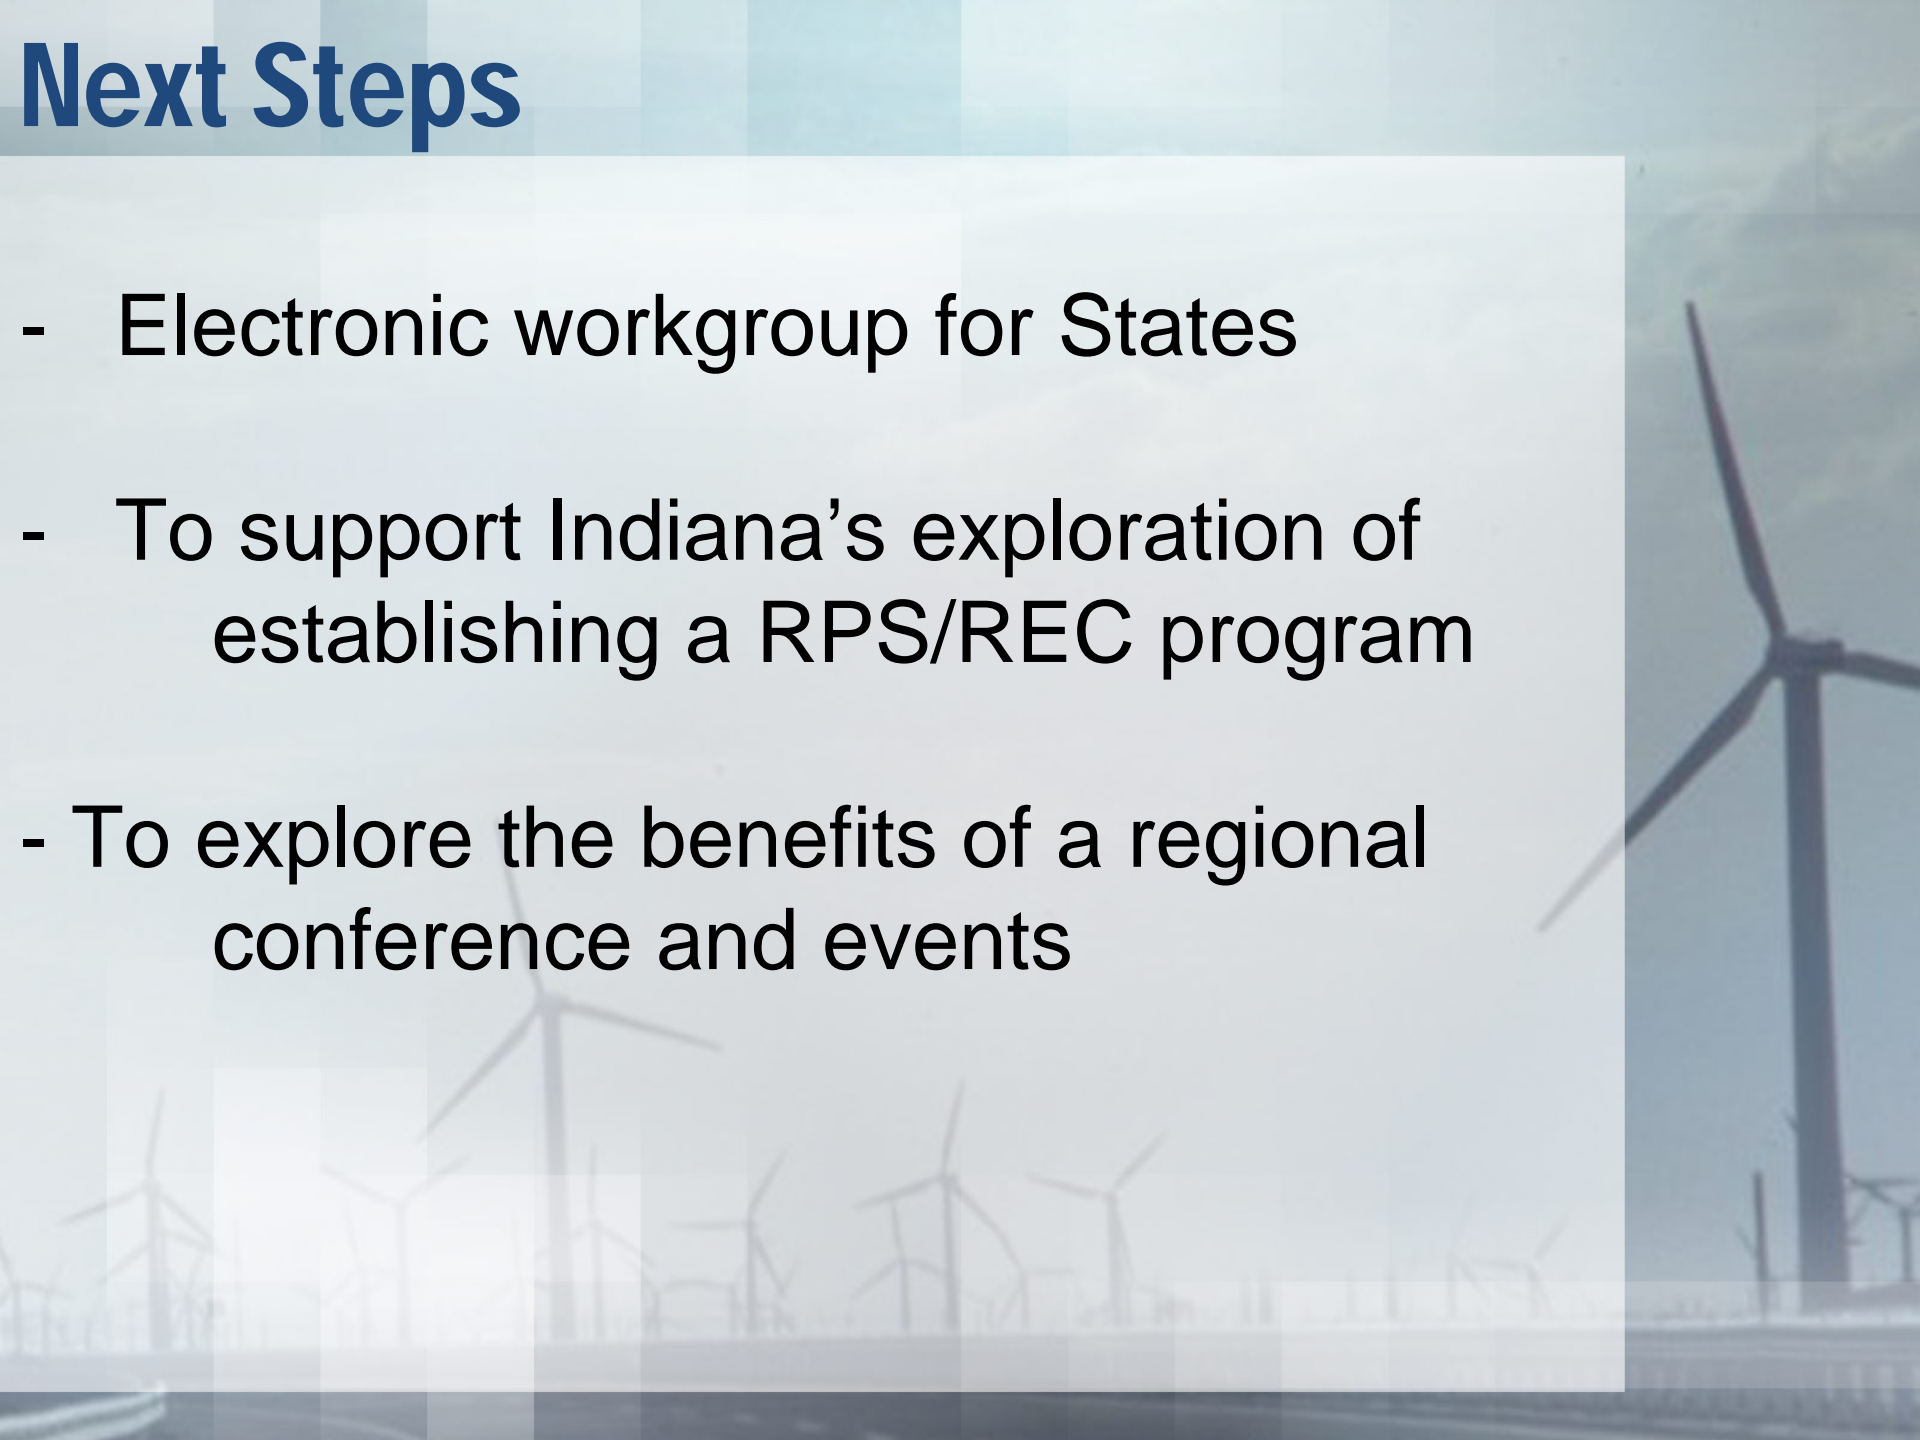 Next Steps
- Electronic workgroup for States
- To support Indiana’s exploration of
establishing a RPS/REC program
- To explore the benefits of a regional
conference and events